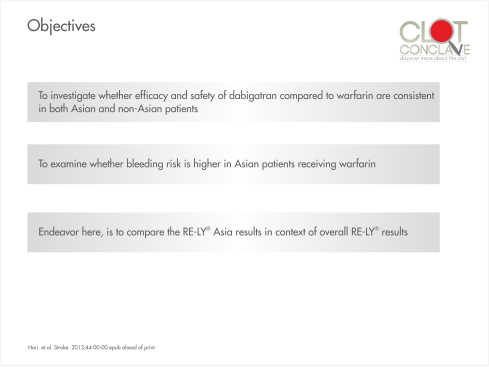 Objectives
CLOT
CONCLAVE
discover more about the clot
To investigate whether efficacy and safety of dabigatran compared to warfarin are consistent
in both Asian and non-Asian patients
To examine whether bleeding risk is higher in Asian patients receiving warfarin
Endeavor here, is to compare the RE-LY® Asia results in context of overall RE-LY® results
Hori. et al. Stroke. 2013;44:00-00 epub ahead of print